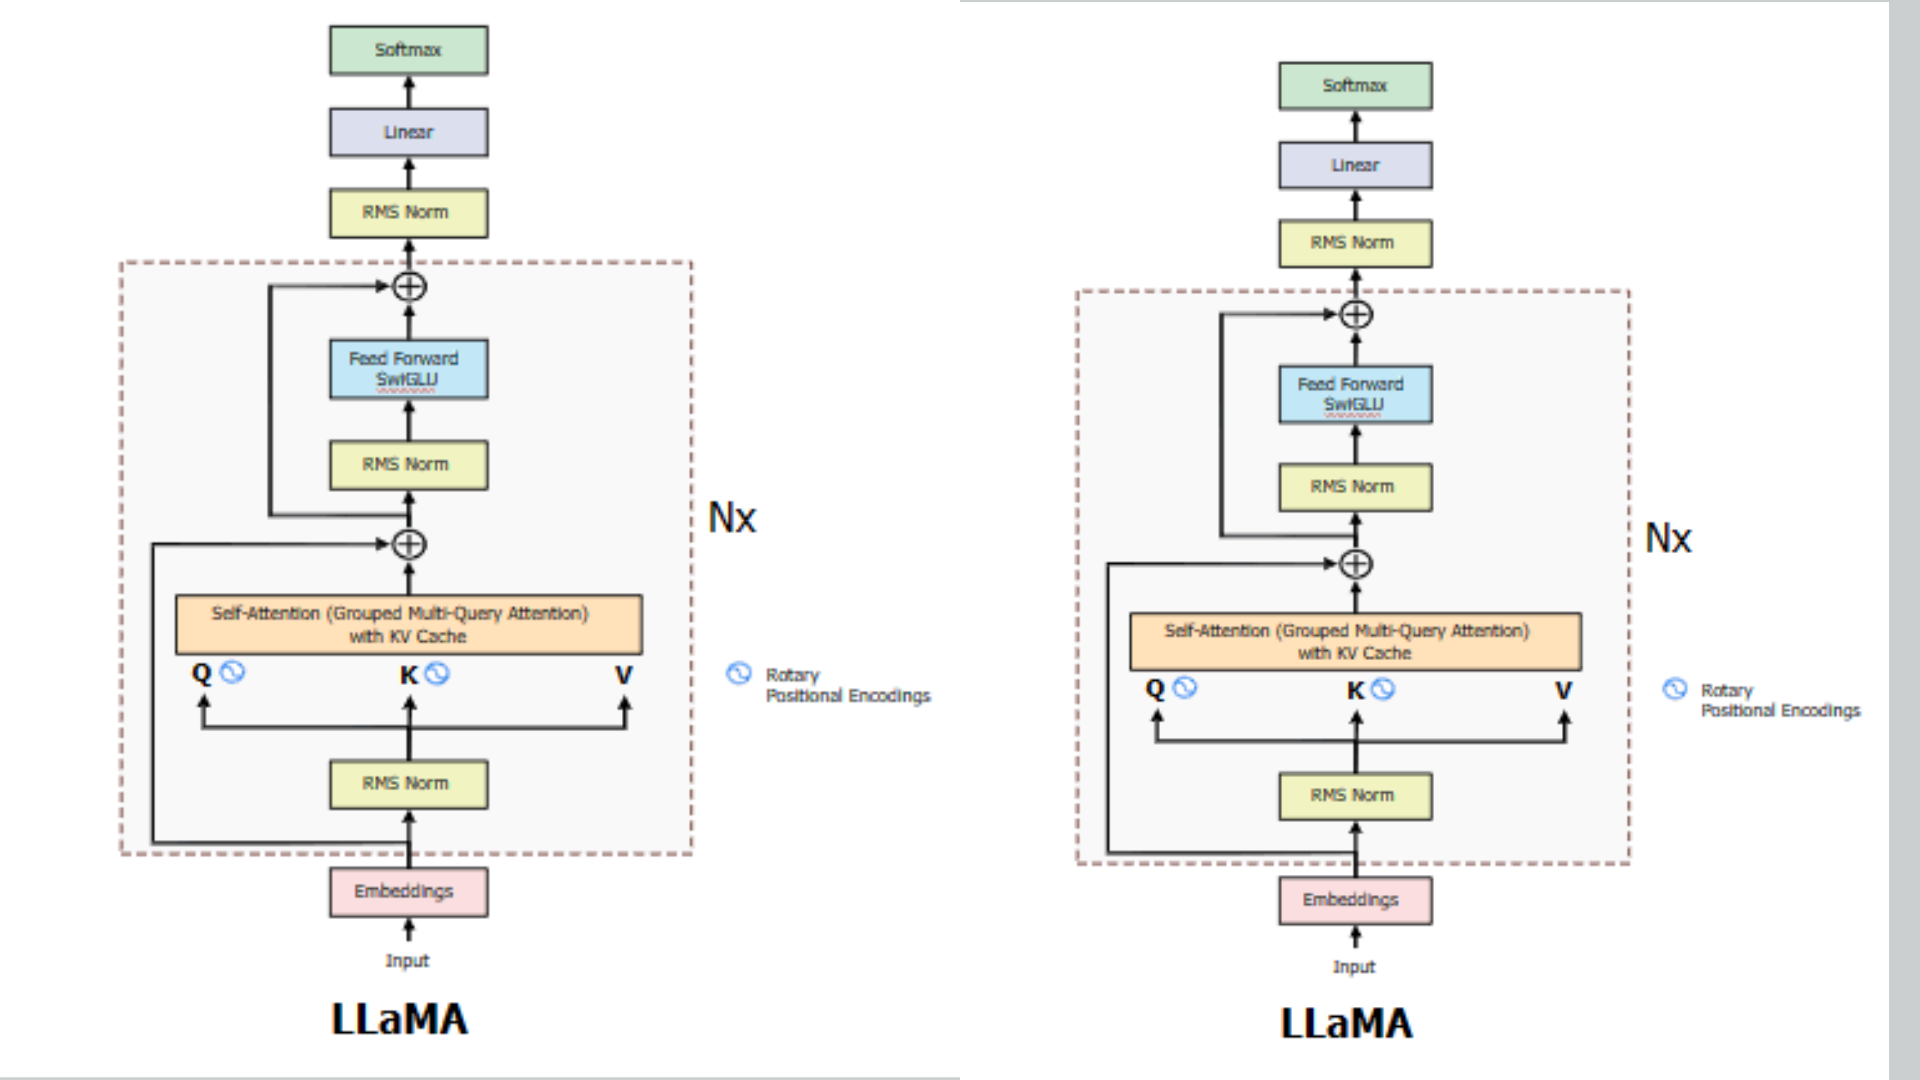 Softmax
Linear
RMS Norm
Feed Forward
SwiGLU
RMS Norm
Nx
Self-Attention (Grouped Multi-Query Attention)
with KV Cache
Q K V
Rotary
Positional Encodings
RMS Norm
Embeddings
Input
LLaMA
Softmax
Linear
RMS Norm
Feed Forward
SwiGLU
RMS Norm
Nx
Self-Attention (Grouped Multi-Query Attention)
with KV Cache
Q K V
Rotary
Positional Encodings
RMS Norm
Embeddings
Input
LLaMA